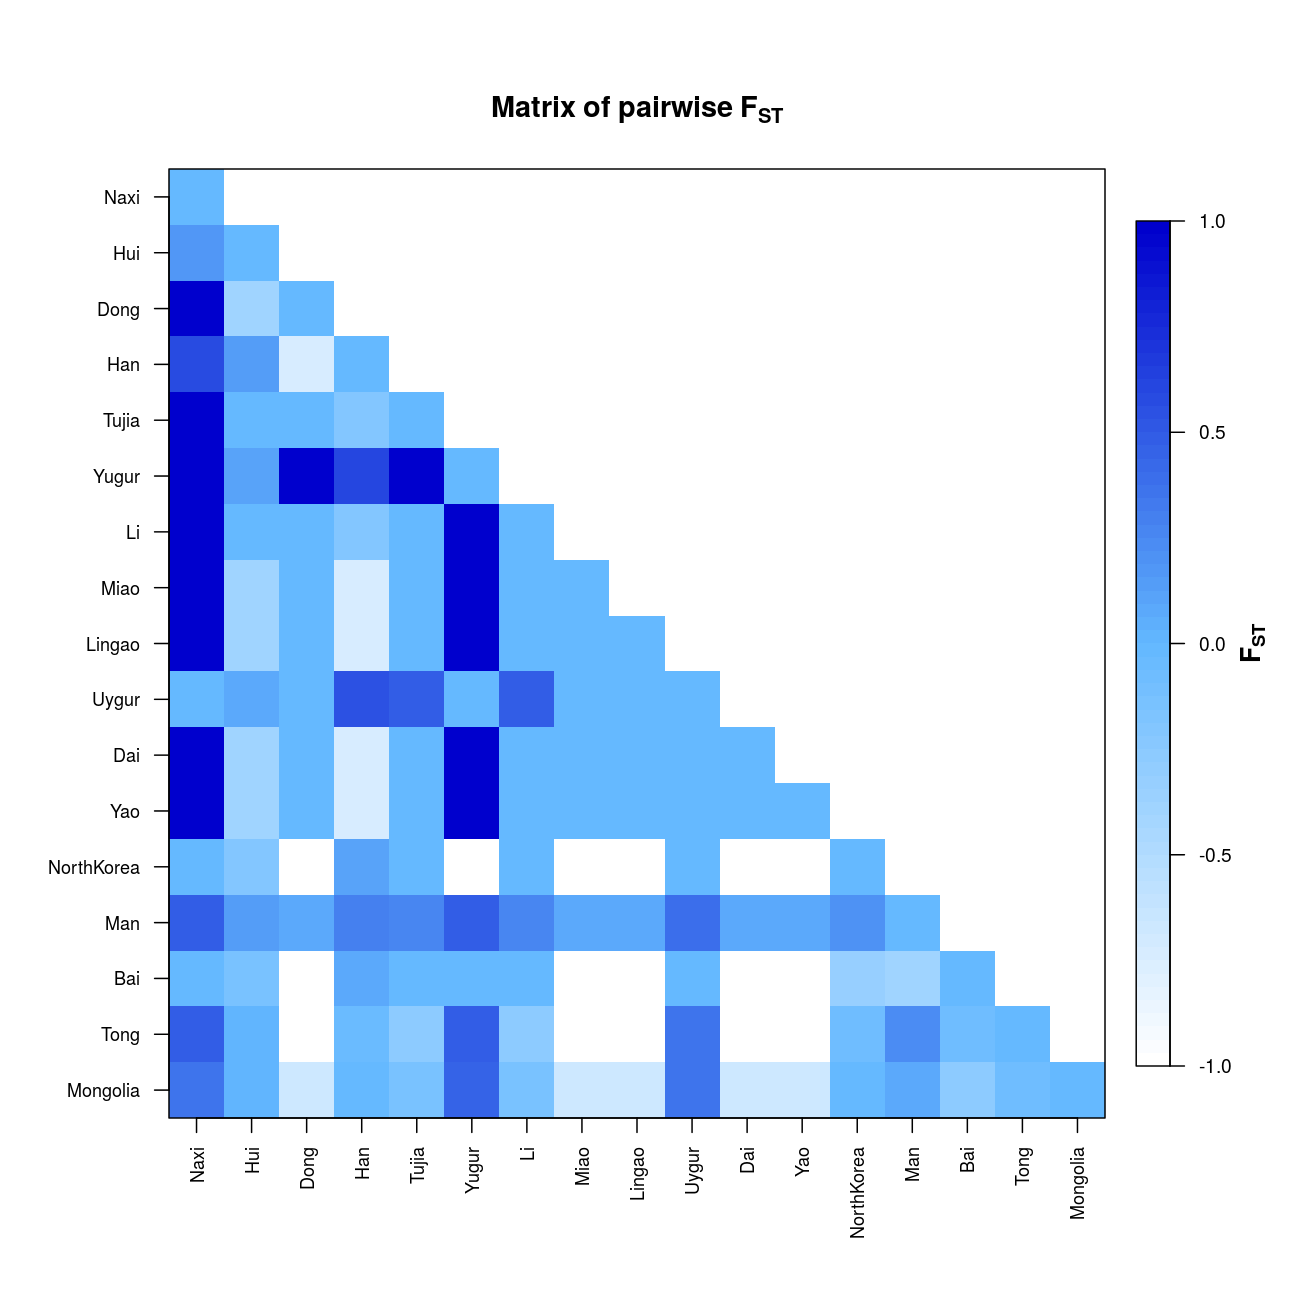 Matrix of pairwise FST
Naxi
Hui
Dong
Han
Tujia
Yugur
Li
Miao
Lingao
Uygur
Dai
Yao
NorthKorea
Man
Bai
Tong
Mongolia
1.0
0.5
0.0
-0.5
-1.0
FST
Naxi
Hui
Dong
Han
Tujia
Yugur
Li
Miao
Lingao
Uygur
Dai
Yao
NorthKorea
Man
Bai
Tong
Mongolia